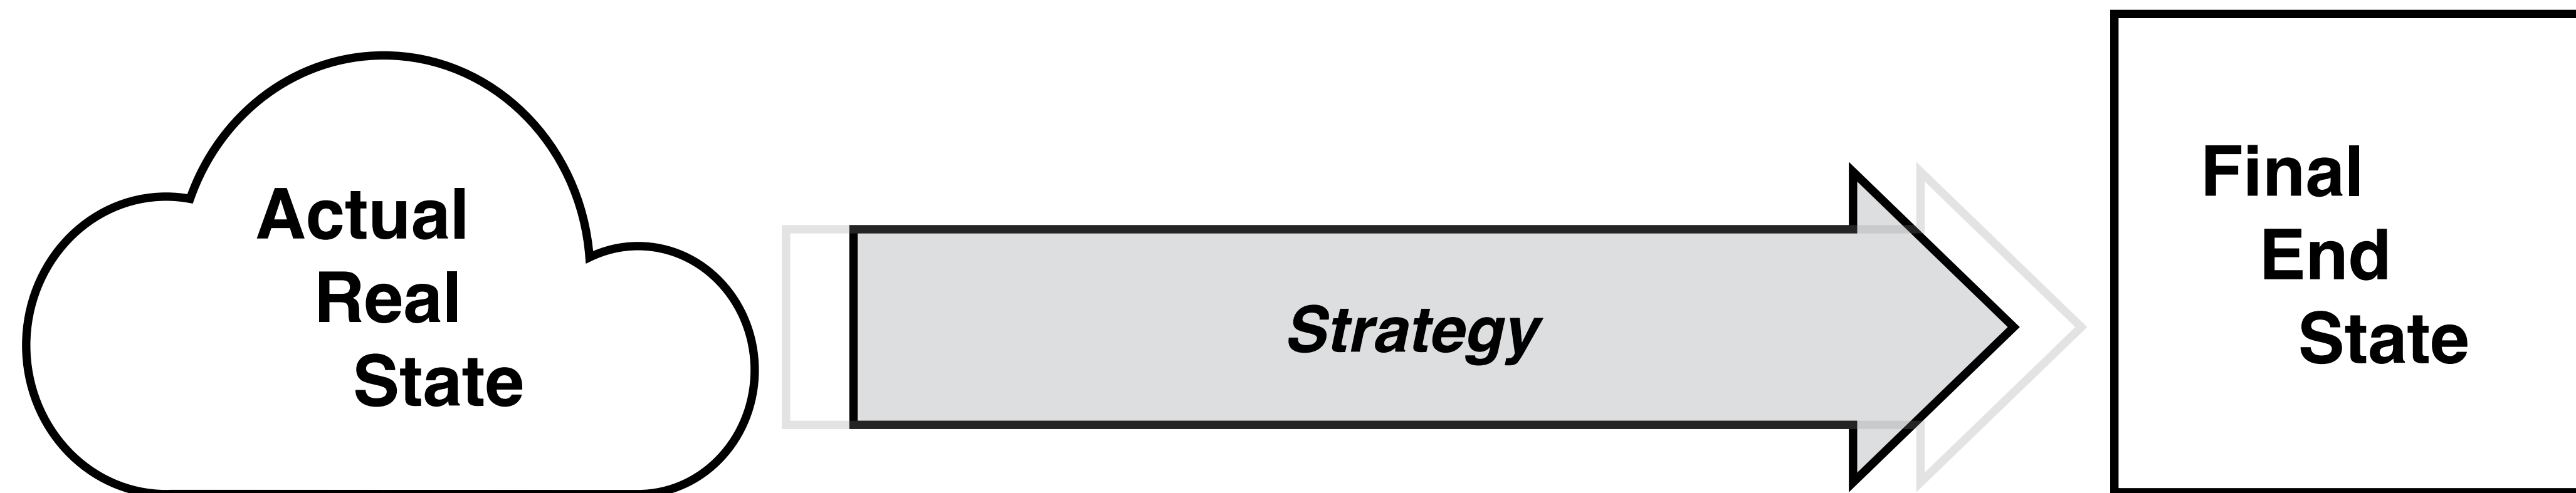 Actual
Real
State
Strategy
Final
End
State